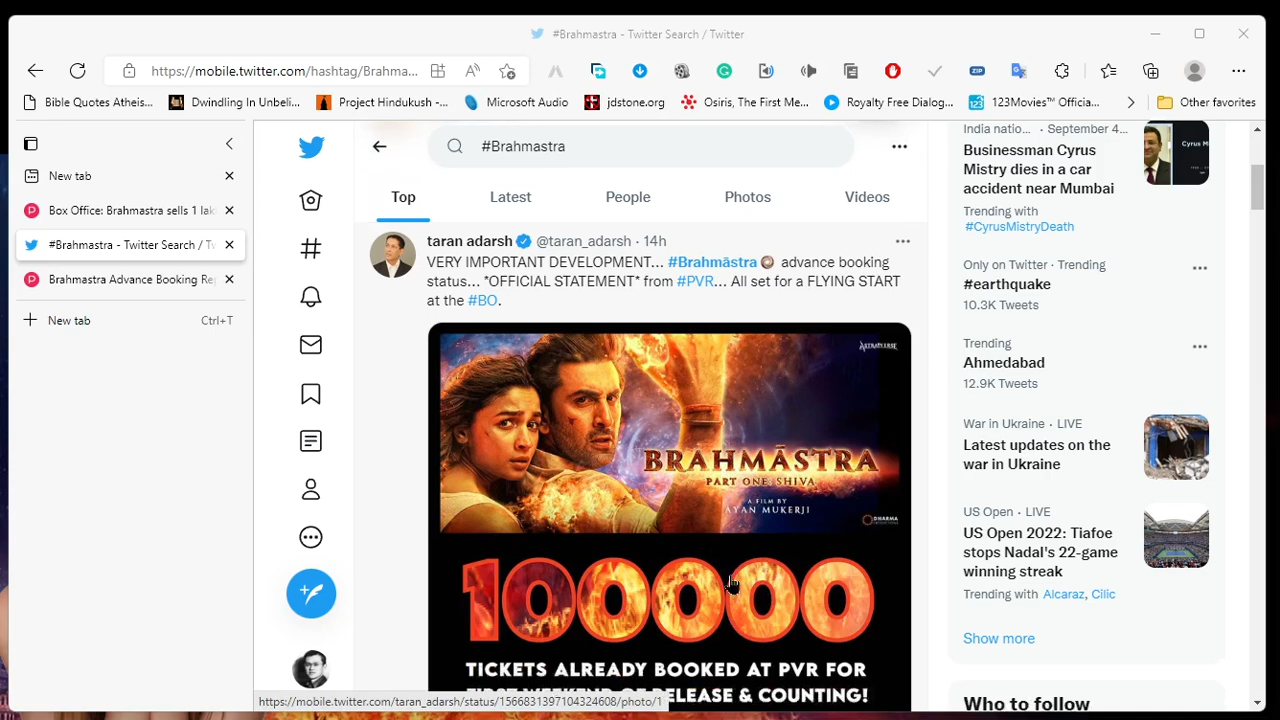 #Brahmastra - Twitter Search / Twitter
https://mobile.twitter.com/hashtag/Brahma...
Bible Quotes Atheis...
Dwindling In Unbeli...
Project Hindukush -...
Microsoft Audio
jdstone.org
Osiris, The First Me...
Royalty Free Dialog...
123Movies™ Officia...
Other favorites
New tab
Box Office: Brahmastra sells 1 lak
#Brahmastra - Twitter Search / Tw
Brahmastra Advance Booking Rep
New tab
Ctrl+T
#Brahmastra
Top
Latest
People
Photos
Videos
taran adarsh @taran_adarsh · 14h
VERY IMPORTANT DEVELOPMENT... #Brahmāstra advance booking
status... *OFFICIAL STATEMENT* from #PVR... All set for a FLYING START
at the #BO.
ASTRAVERSE
BRAHMĀSTRA
PART ONE: SHIVA
A FILM BY
AYAN MUKERJI
DHARMA
100000
TICKETS ALREADY BOOKED AT PVR FOR
FIRST WEEKEND OF RELEASE & COUNTING!
https://mobile.twitter.com/taran_adarsh/status/1566831397104324608/photo/1
India natio... · September 4...
Businessman Cyrus
Mistry dies in a car
accident near Mumbai
Trending with
#CyrusMistryDeath
Only on Twitter · Trending
#earthquake
10.3K Tweets
Trending
Ahmedabad
12.9K Tweets
War in Ukraine · LIVE
Latest updates on the
war in Ukraine
US Open · LIVE
US Open 2022: Tiafoe
stops Nadal's 22-game
winning streak
Trending with Alcaraz, Cilic
Show more
Who to follow